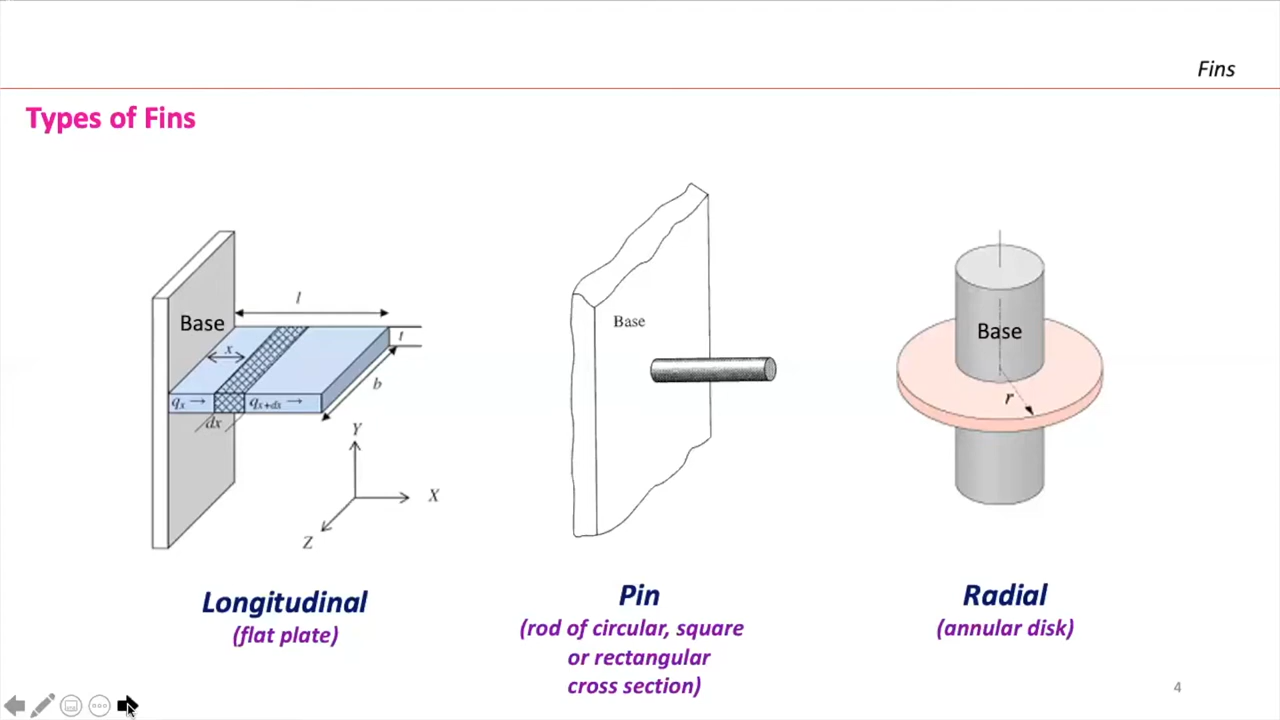 Fins
Types of Fins
l
Base
t
x
b
qx →
qx+dx →
dx
Y
X
Z
Longitudinal
(flat plate)
Base
Pin
(rod of circular, square
or rectangular
cross section)
Base
r
Radial
(annular disk)
4